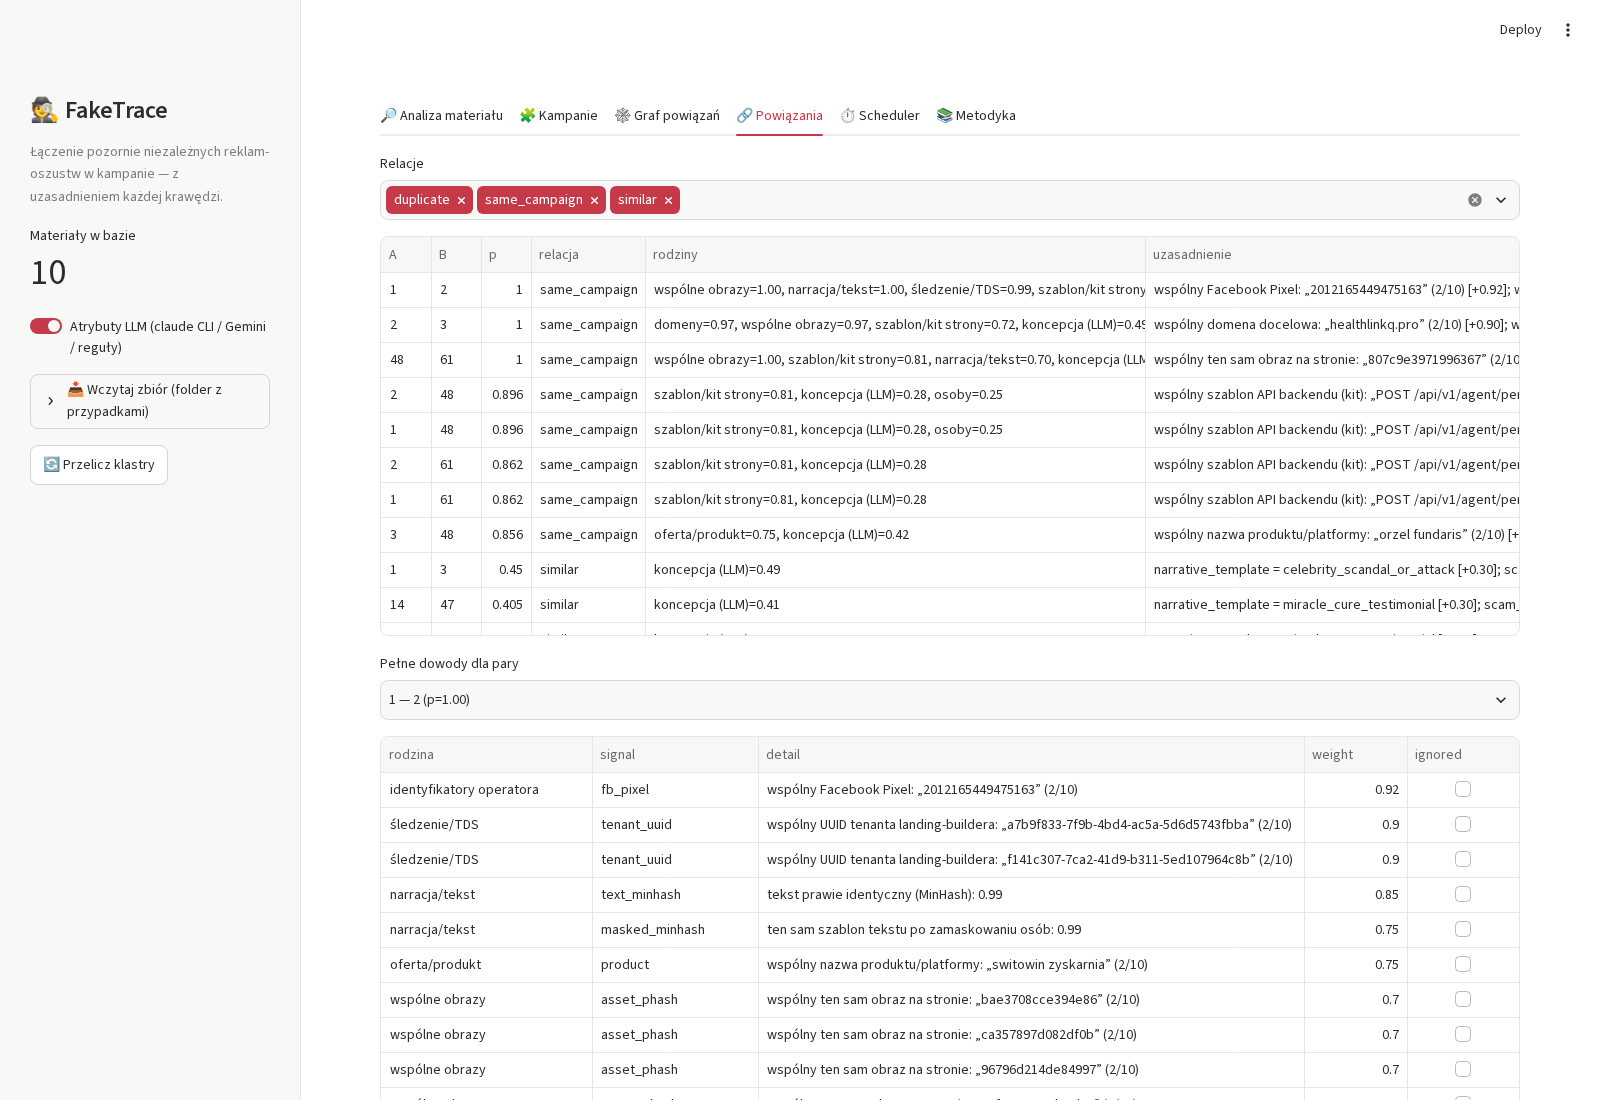 Deploy
FakeTrace
Łączenie pozornie niezależnych reklam-
oszustw w kampanie — z
uzasadnieniem każdej krawędzi.
Materiały w bazie
10
Atrybuty LLM (claude CLI / Gemini
/ reguły)
Wczytaj zbiór (folder z
przypadkami)
Przelicz klastry
Analiza materiału Kampanie Graf powiązań Powiązania Scheduler Metodyka
Relacje
duplicate same_campaign similar
A B p relacja rodziny uzasadnienie
1 2 1 same_campaign wspólne obrazy=1.00, narracja/tekst=1.00, śledzenie/TDS=0.99, szablon/kit strony wspólny Facebook Pixel: „2012165449475163” (2/10) [+0.92];
2 3 1 same_campaign domeny=0.97, wspólne obrazy=0.97, szablon/kit strony=0.72, koncepcja (LLM)=0.49 wspólny domena docelowa: „healthlinkq.pro” (2/10) [+0.90];
48 61 1 same_campaign wspólne obrazy=1.00, szablon/kit strony=0.81, narracja/tekst=0.70, koncepcja (LLM wspólny ten sam obraz na stronie: „807c9e3971996367” (2/10
2 48 0.896 same_campaign szablon/kit strony=0.81, koncepcja (LLM)=0.28, osoby=0.25 wspólny szablon API backendu (kit): „POST /api/v1/agent/per
1 48 0.896 same_campaign szablon/kit strony=0.81, koncepcja (LLM)=0.28, osoby=0.25 wspólny szablon API backendu (kit): „POST /api/v1/agent/per
2 61 0.862 same_campaign szablon/kit strony=0.81, koncepcja (LLM)=0.28 wspólny szablon API backendu (kit): „POST /api/v1/agent/per
1 61 0.862 same_campaign szablon/kit strony=0.81, koncepcja (LLM)=0.28 wspólny szablon API backendu (kit): „POST /api/v1/agent/per
3 48 0.856 same_campaign oferta/produkt=0.75, koncepcja (LLM)=0.42 wspólny nazwa produktu/platformy: „orzel fundaris” (2/10) [+
1 3 0.45 similar koncepcja (LLM)=0.49 narrative_template = celebrity_scandal_or_attack [+0.30]; sc
14 47 0.405 similar koncepcja (LLM)=0.41 narrative_template = miracle_cure_testimonial [+0.30]; scam_
Pełne dowody dla pary
1 — 2 (p=1.00)
rodzina signal detail weight ignored
identyfikatory operatora fb_pixel wspólny Facebook Pixel: „2012165449475163” (2/10) 0.92
śledzenie/TDS tenant_uuid wspólny UUID tenanta landing-buildera: „a7b9f833-7f9b-4bd4-ac5a-5d6d5743fbba” (2/10) 0.9
śledzenie/TDS tenant_uuid wspólny UUID tenanta landing-buildera: „f141c307-7ca2-41d9-b311-5ed107964c8b” (2/10) 0.9
narracja/tekst text_minhash tekst prawie identyczny (MinHash): 0.99 0.85
narracja/tekst masked_minhash ten sam szablon tekstu po zamaskowaniu osób: 0.99 0.75
oferta/produkt product wspólny nazwa produktu/platformy: „switowin zyskarnia” (2/10) 0.75
wspólne obrazy asset_phash wspólny ten sam obraz na stronie: „bae3708cce394e86” (2/10) 0.7
wspólne obrazy asset_phash wspólny ten sam obraz na stronie: „ca357897d082df0b” (2/10) 0.7
wspólne obrazy asset_phash wspólny ten sam obraz na stronie: „96796d214de84997” (2/10) 0.7